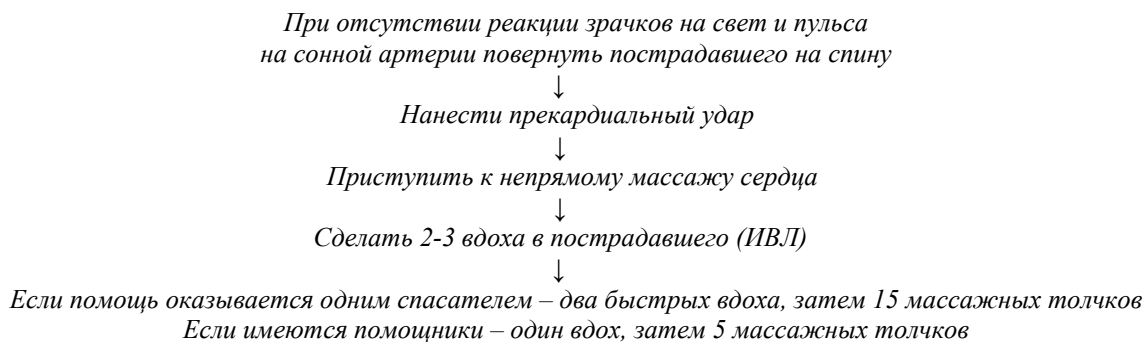 При отсутствии реакции зрачков на свет и пульса
на сонной артерии повернуть пострадавшего на спину
↓
Нанести прекардиальный удар
↓
Приступить к непрямому массажу сердца
↓
Сделать 2-3 вдоха в пострадавшего (ИВЛ)
↓
Если помощь оказывается одним спасателем – два быстрых вдоха, затем 15 массажных толчков
Если имеются помощники – один вдох, затем 5 массажных толчков